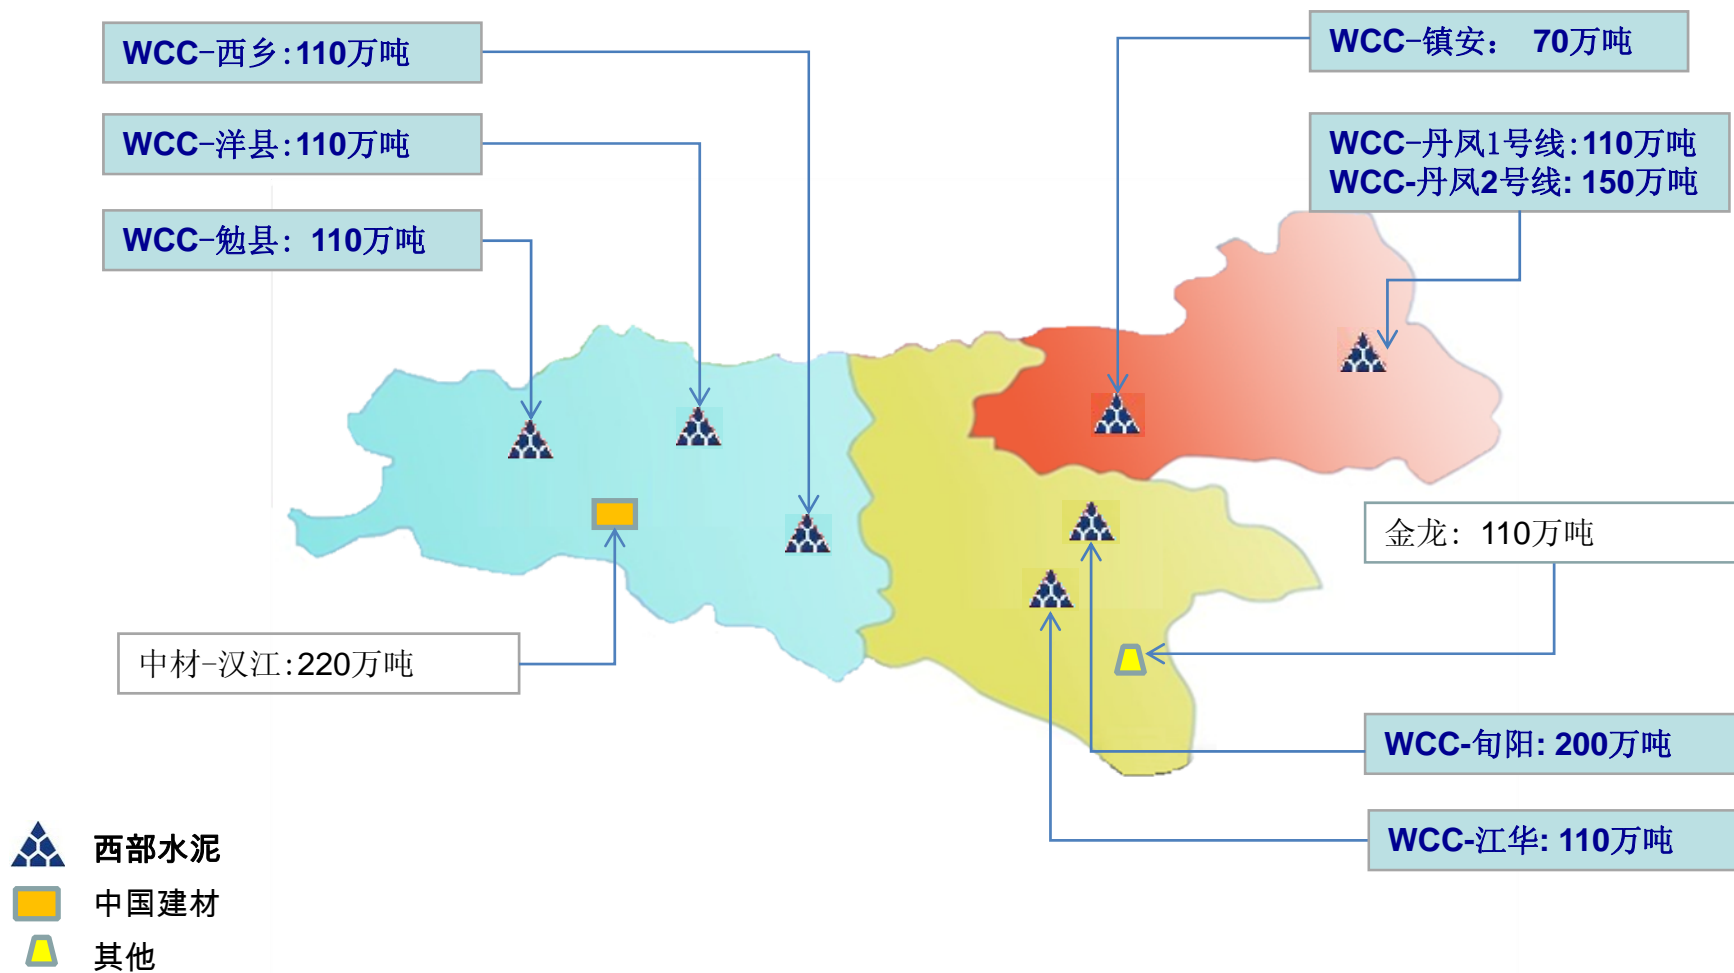 WCC-西乡:110万吨
WCC-洋县:110万吨
WCC-勉县: 110万吨
WCC-镇安: 70万吨
WCC-丹凤1号线:110万吨
WCC-丹凤2号线: 150万吨
金龙: 110万吨
中材-汉江:220万吨
WCC-旬阳: 200万吨
WCC-江华: 110万吨
西部水泥
中国建材
其他